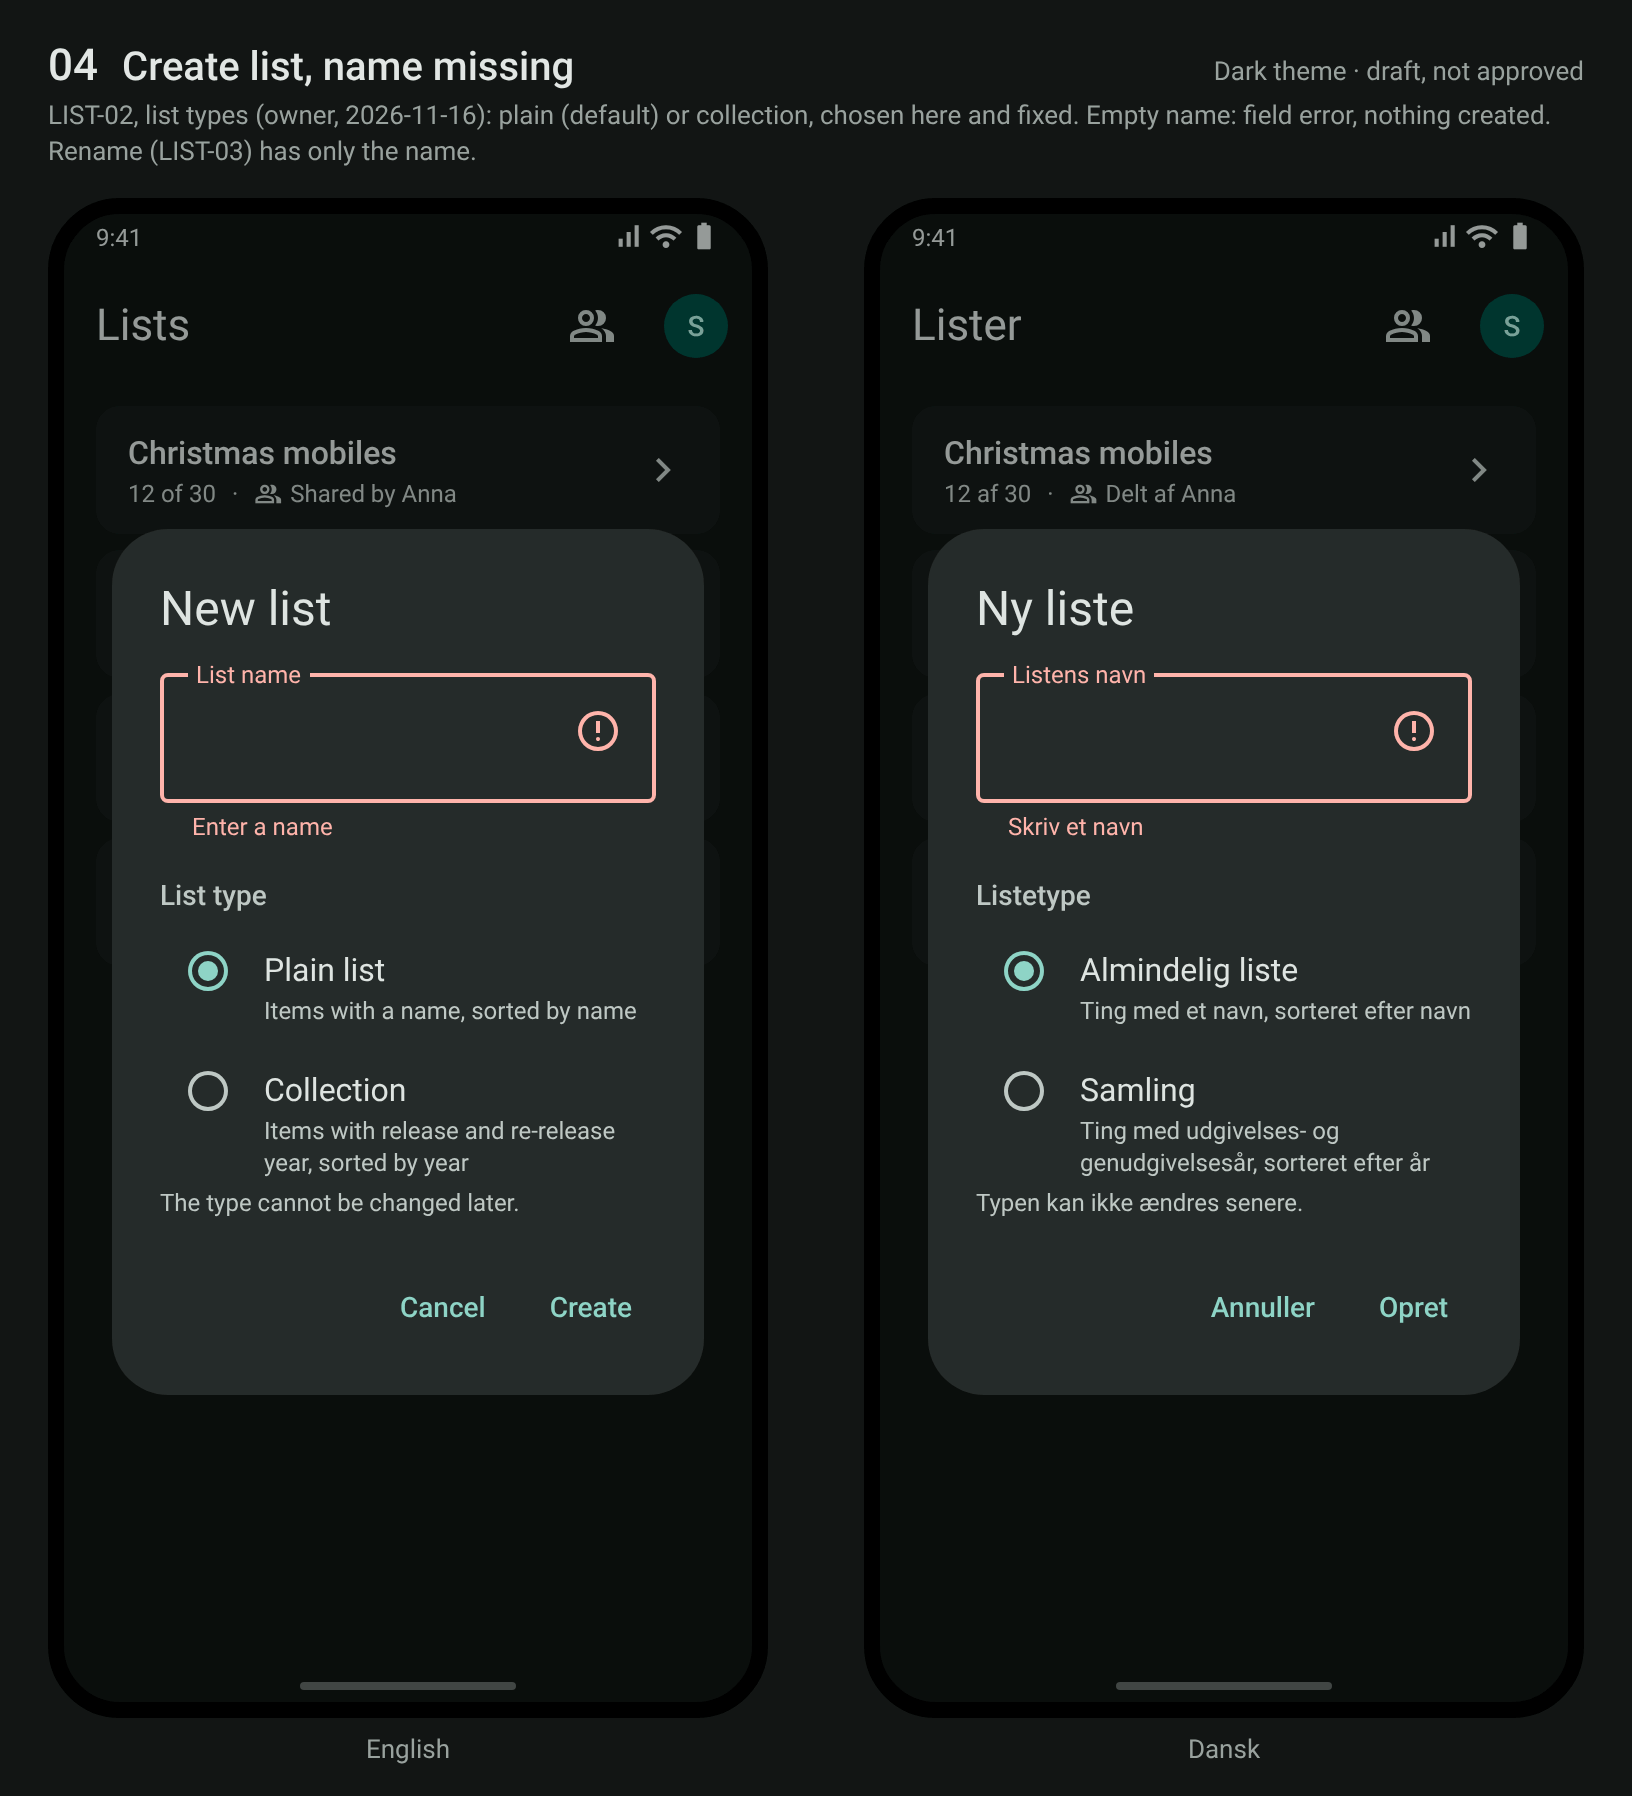 04 Create list, name missing
Dark theme · draft, not approved
LIST-02, list types (owner, 2026-11-16): plain (default) or collection, chosen here and fixed. Empty name: field error, nothing created.
Rename (LIST-03) has only the name.
9:41
Lists
S
Christmas mobiles
12 of 30 · Shared by Anna
New list
List name
Enter a name
List type
Plain list
Items with a name, sorted by name
Collection
Items with release and re-release
year, sorted by year
The type cannot be changed later.
Cancel Create
English
9:41
Lister
S
Christmas mobiles
12 af 30 · Delt af Anna
Ny liste
Listens navn
Skriv et navn
Listetype
Almindelig liste
Ting med et navn, sorteret efter navn
Samling
Ting med udgivelses- og
genudgivelsesår, sorteret efter år
Typen kan ikke ændres senere.
Annuller Opret
Dansk